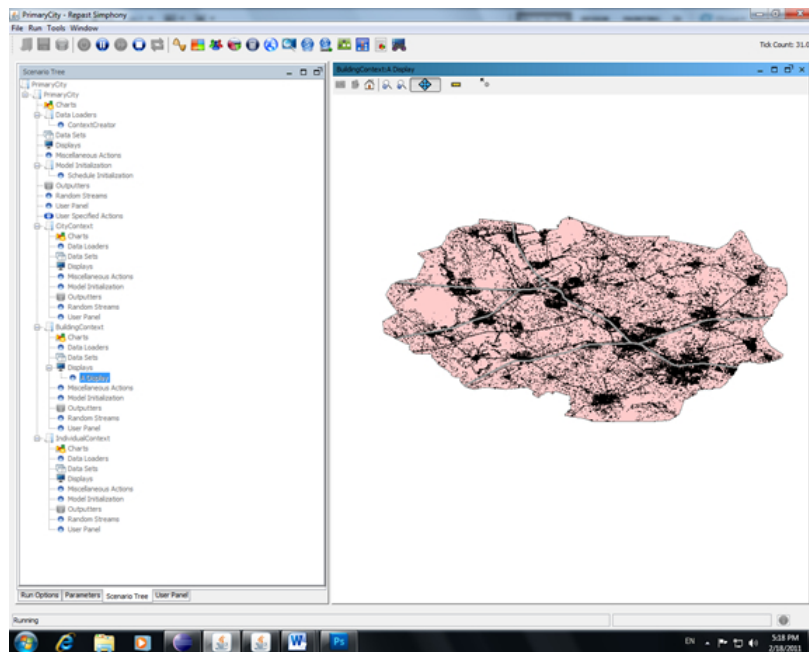 PrimaryCity - Repast Simphony
File Run Tools Window
Tick Count: 31.0
Scenario Tree
PrimaryCity
PrimaryCity
Charts
Data Loaders
ContextCreator
Data Sets
Displays
Miscellaneous Actions
Model Initialization
Schedule Initialization
Outputters
Random Streams
User Panel
User Specified Actions
CityContext
Charts
Data Loaders
Data Sets
Displays
Miscellaneous Actions
Model Initialization
Outputters
Random Streams
User Panel
BuildingContext
Charts
Data Loaders
Data Sets
Displays
A Display
Miscellaneous Actions
Model Initialization
Outputters
Random Streams
User Panel
IndividualContext
Charts
Data Loaders
Data Sets
Displays
Miscellaneous Actions
Model Initialization
Outputters
Random Streams
User Panel
Run Options Parameters Scenario Tree User Panel
BuildingContext:A Display
Running
W Ps EN 5:18 PM
2/18/2011